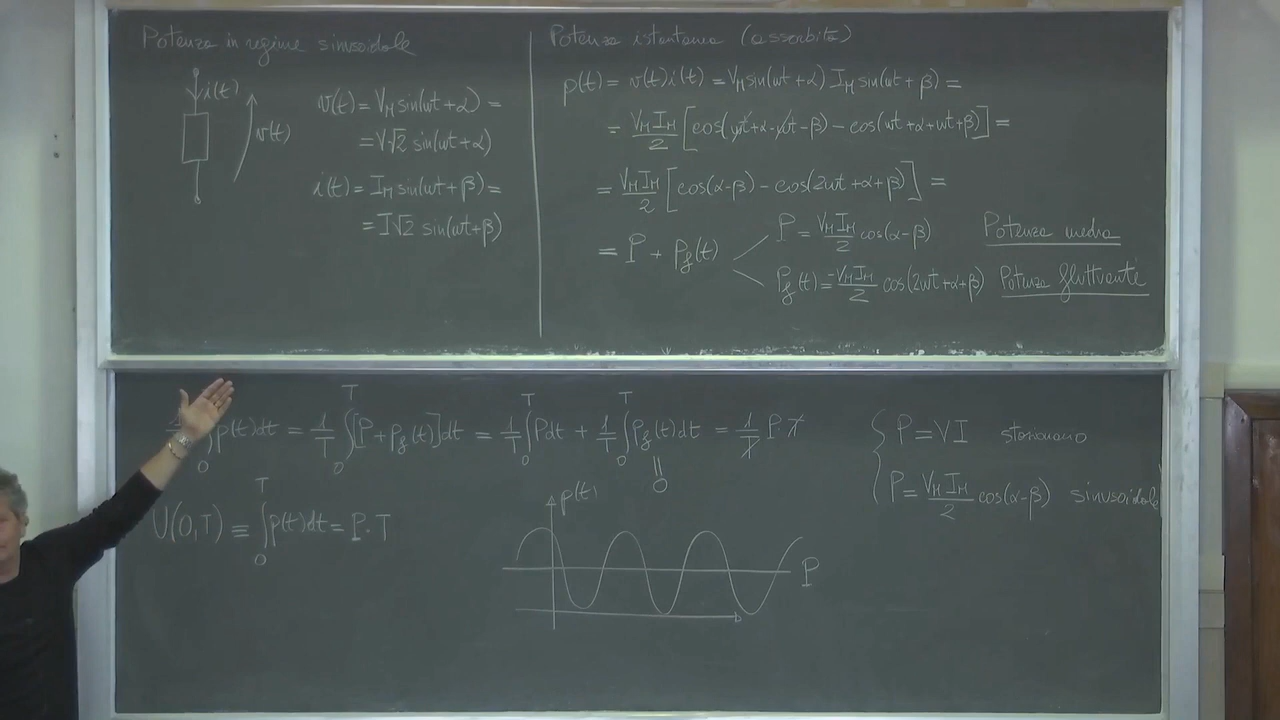 Potenza in regime sinusoidale
i(t)
v(t)
v(t) = V_M sin(ωt + α) =
= V√2 sin(ωt + α)
i(t) = I_M sin(ωt + β) =
= I√2 sin(ωt + β)
Potenza istantanea (assorbita)
p(t) = v(t) i(t) = V_M sin(ωt + α) I_M sin(ωt + β) =
= V_M I_M / 2 [cos(ωt + α - ωt - β) - cos(ωt + α + ωt + β)] =
= V_M I_M / 2 [cos(α - β) - cos(2ωt + α + β)] =
= P + P_f(t)
P = V_M I_M / 2 cos(α - β) Potenza media
P_f(t) = -V_M I_M / 2 cos(2ωt + α + β) Potenza fluttuante
∫_0 p(t)dt = 1/T ∫_0^T [P + P_f(t)]dt = 1/T ∫_0^T Pdt + 1/T ∫_0^T P_f(t)dt = 1/T P T
= 0
U(0,T) ≡ ∫_0^T p(t)dt = P·T
p(t)
P
P = VI stazionario
P = V_M I_M / 2 cos(α - β) sinusoidale